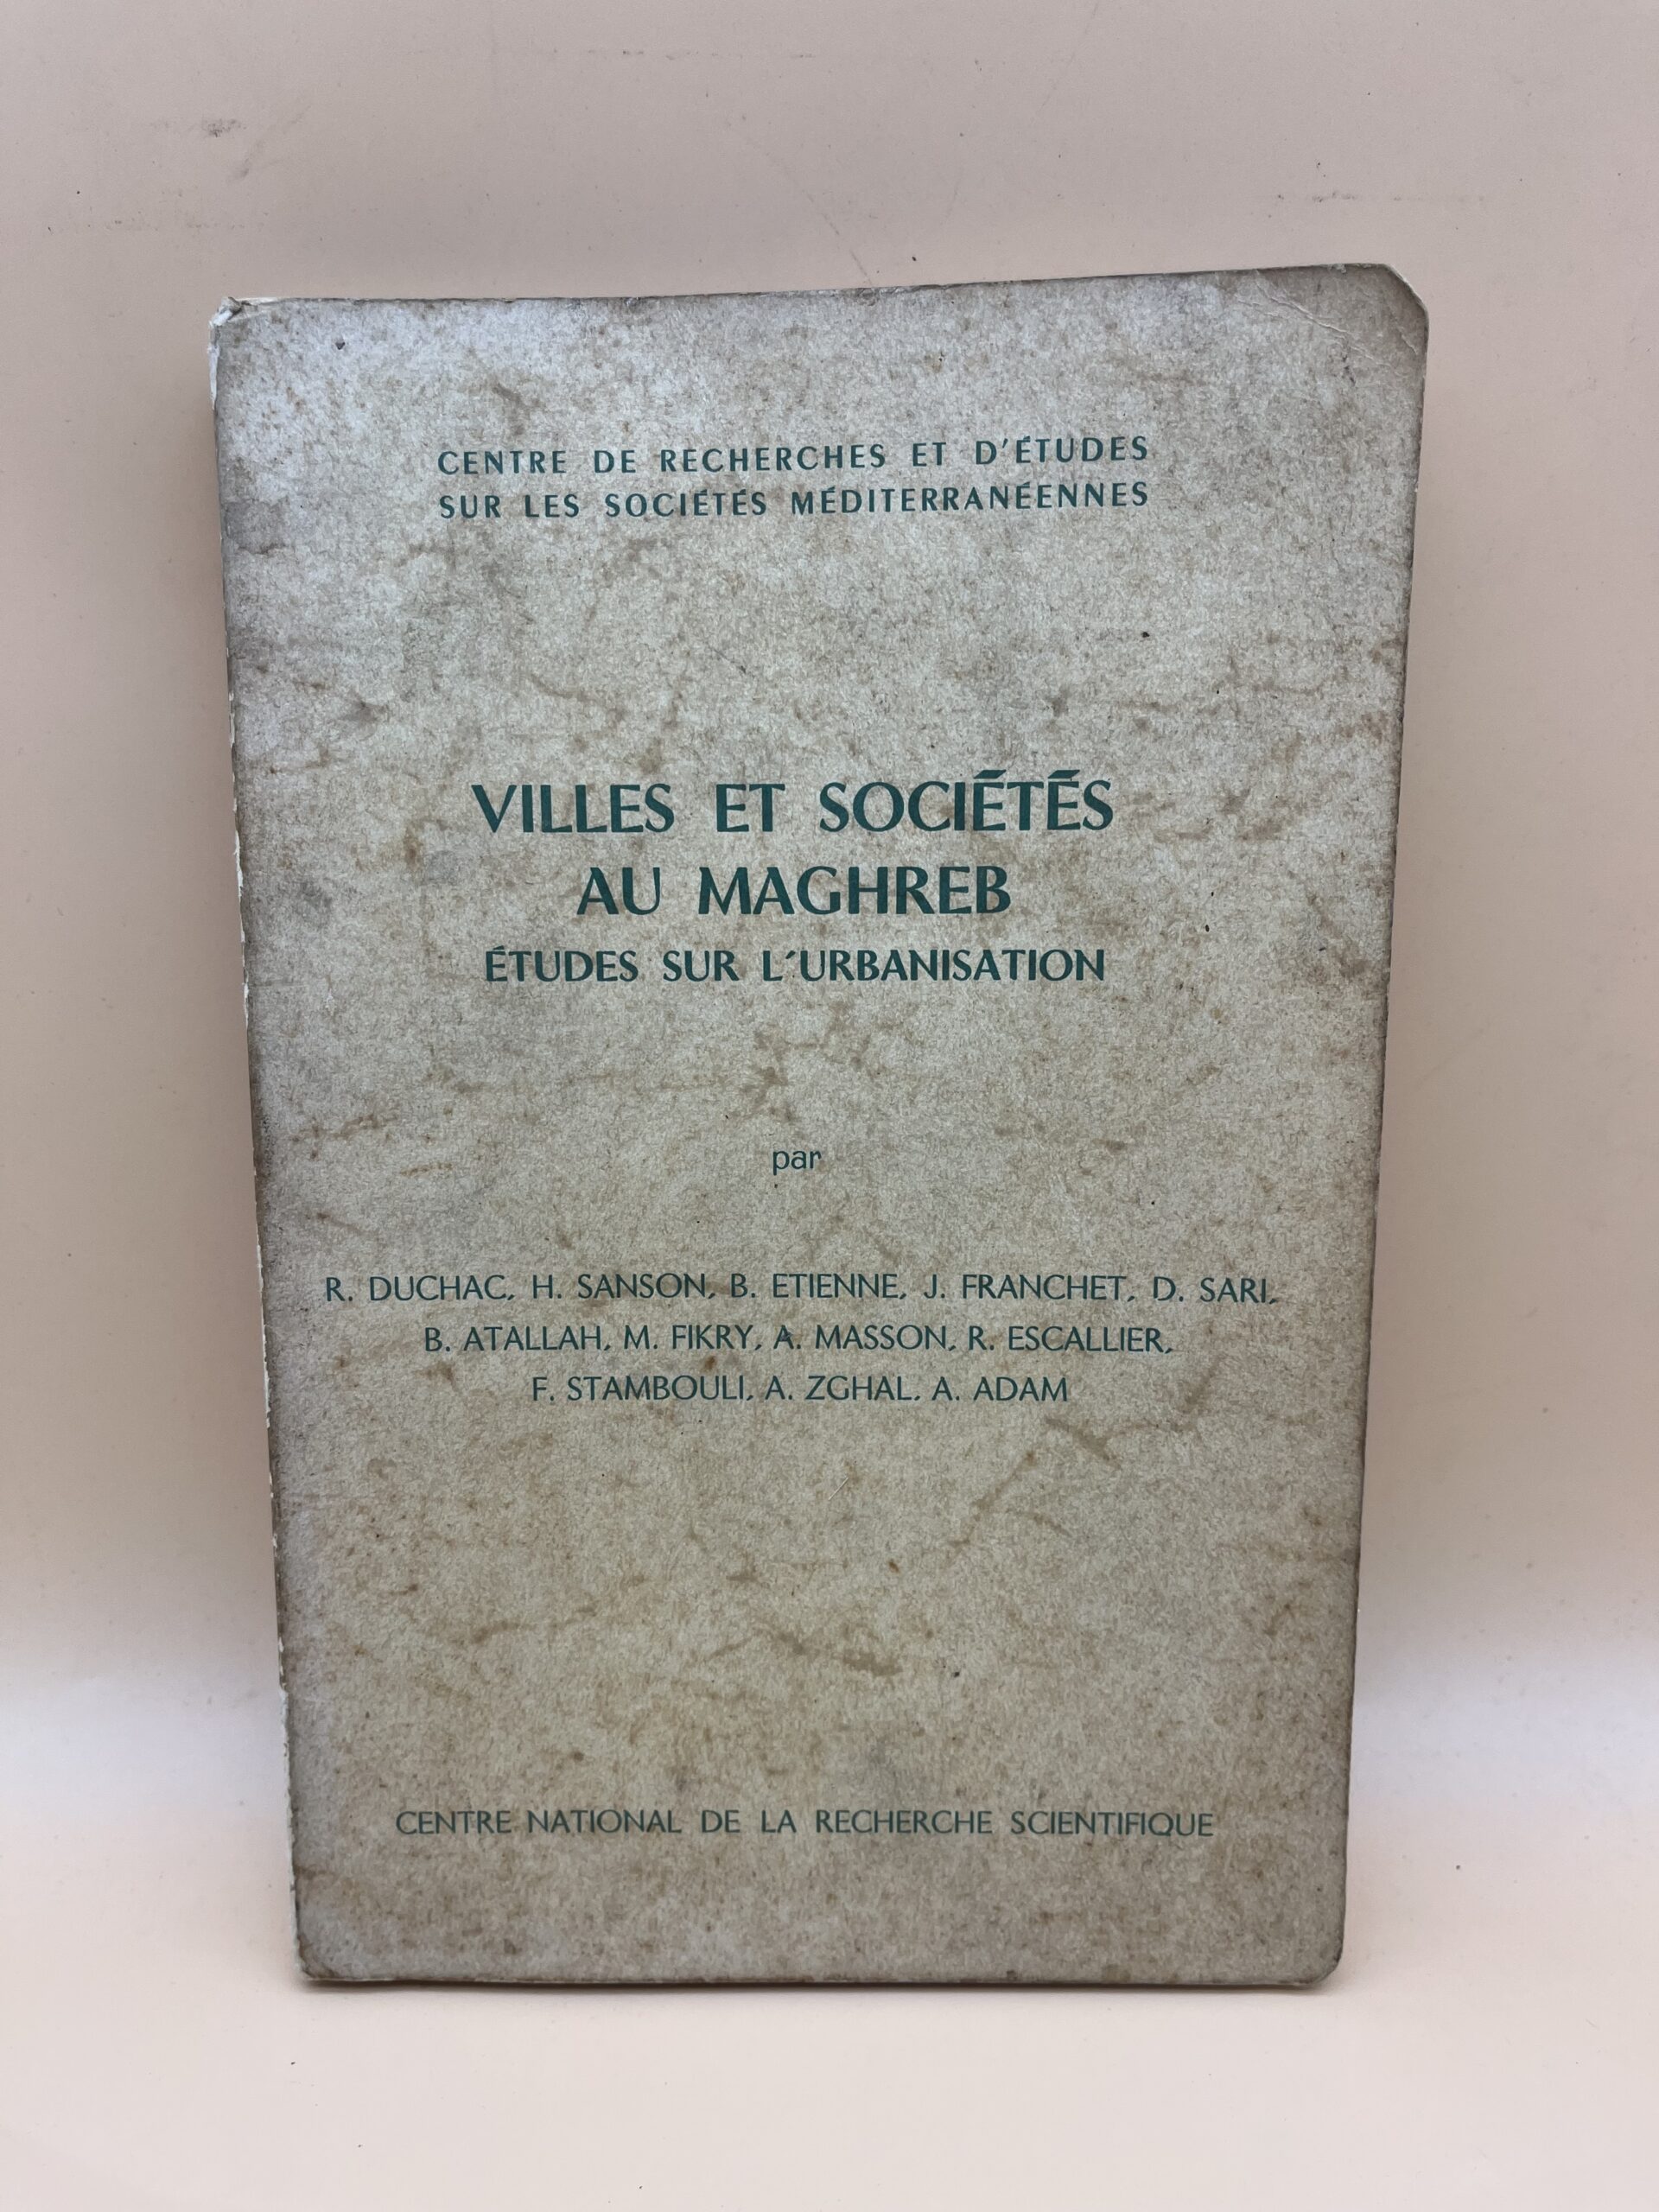 CENTRE DE RECHERCHES ET D'ÉTUDES
SUR LES SOCIÉTÉS MÉDITERRANÉENNES
VILLES ET SOCIÉTÉS
AU MAGHREB
ÉTUDES SUR L'URBANISATION
par
R. DUCHAC, H. SANSON, B. ETIENNE, J. FRANCHET, D. SARI,
B. ATALLAH, M. FIKRY, A. MASSON, R. ESCALLIER,
F. STAMBOULI, A. ZGHAL, A. ADAM
CENTRE NATIONAL DE LA RECHERCHE SCIENTIFIQUE